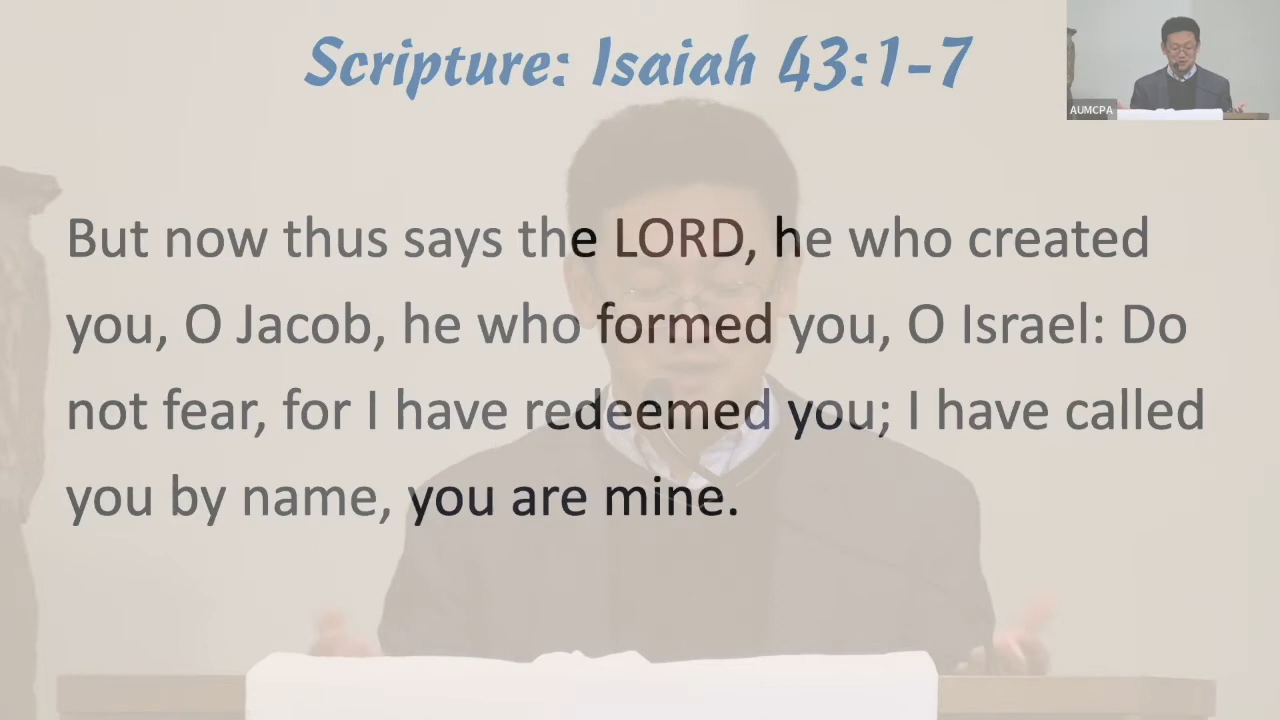 Scripture: Isaiah 43:1-7
AUMCPA
But now thus says the LORD, he who created
you, O Jacob, he who formed you, O Israel: Do
not fear, for I have redeemed you; I have called
you by name, you are mine.